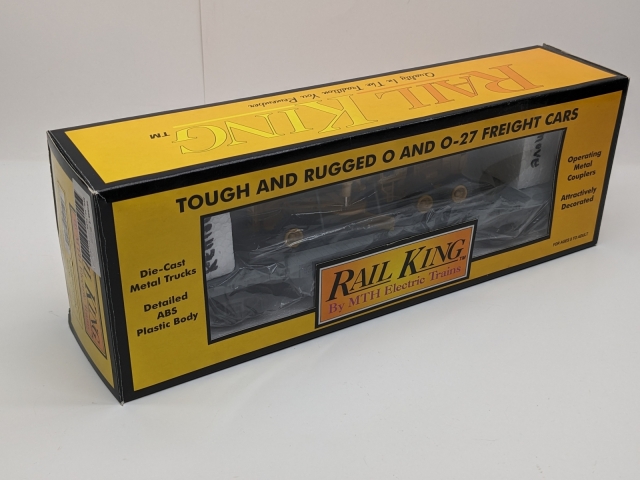 RAIL KING
Quality In The Tradition You Remember
TM
TOUGH AND RUGGED O AND O-27 FREIGHT CARS
Operating
Metal
Couplers
Attractively
Decorated
Die-Cast
Metal Trucks
Detailed
ABS
Plastic Body
RAIL KING
By MTH Electric Trains